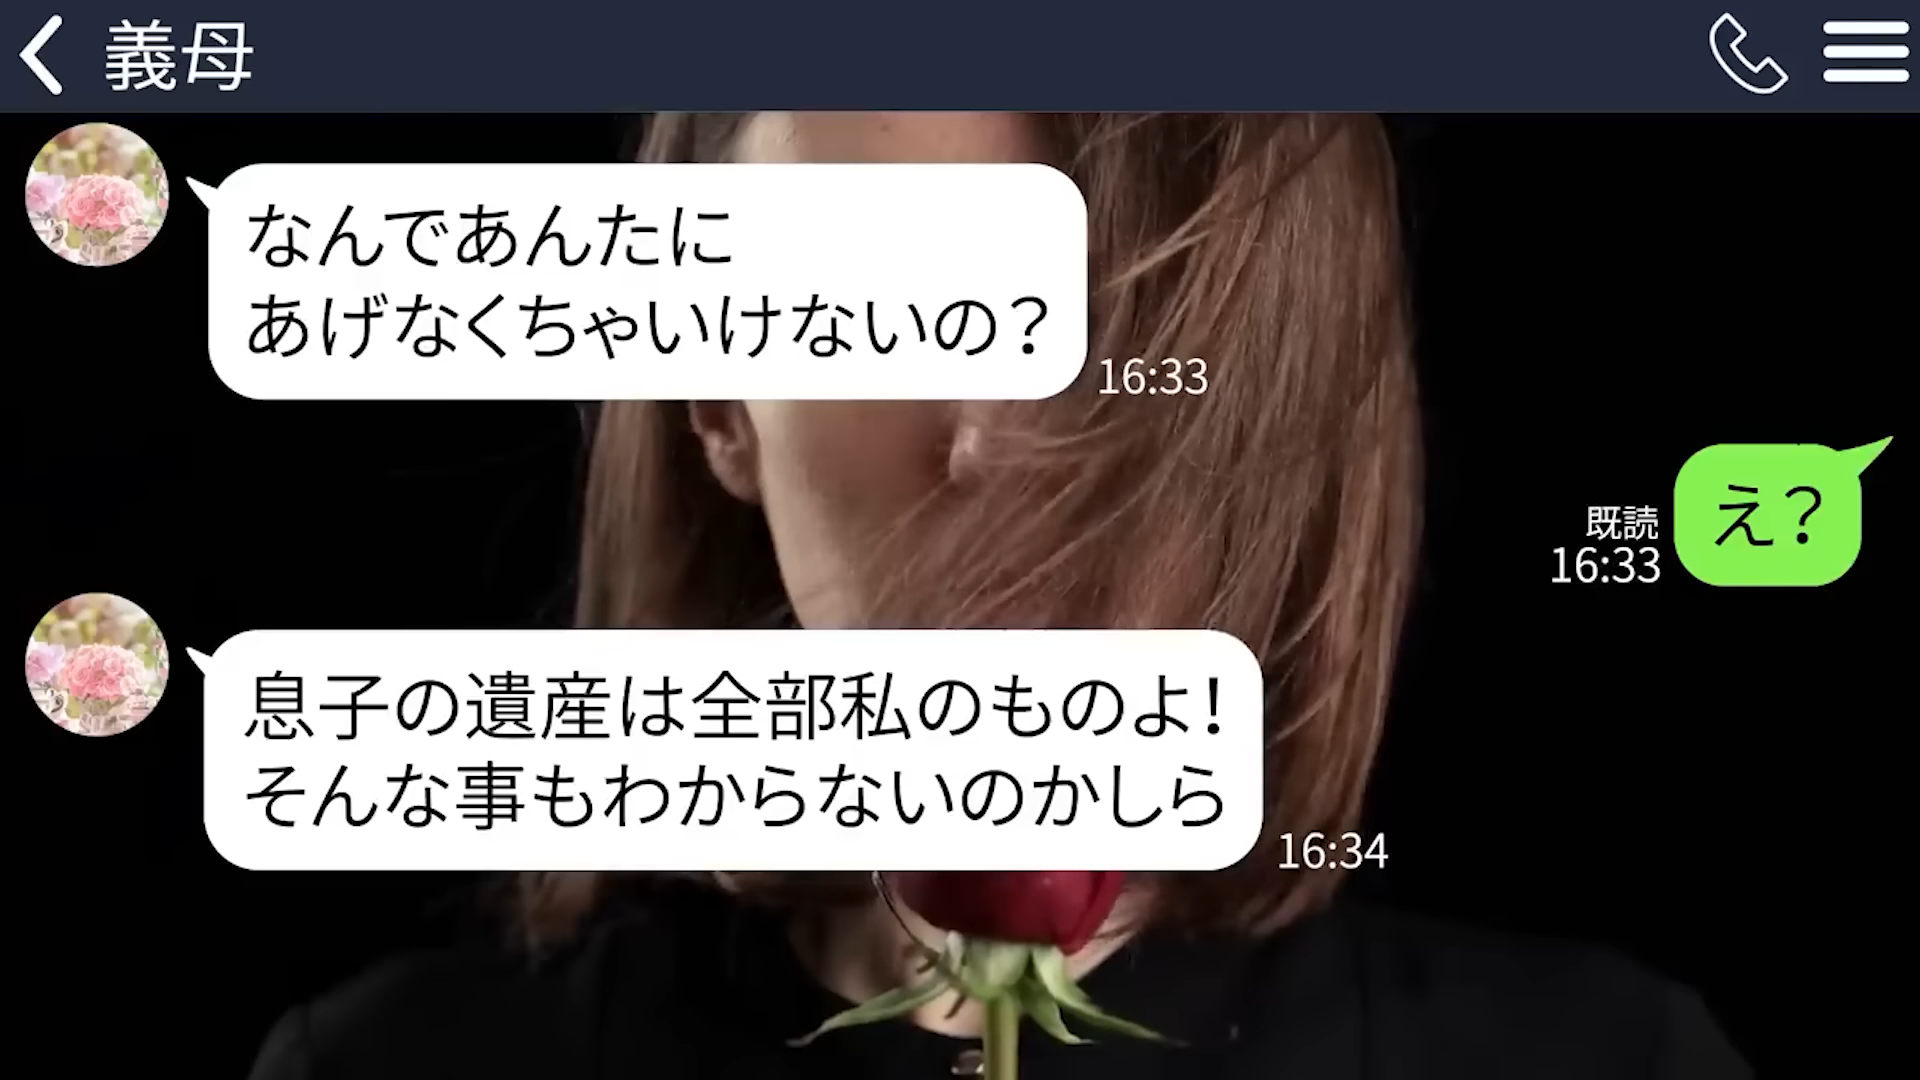 義母
なんであんたに
あげなくちゃいけないの？
16:33
え？
既読
16:33
息子の遺産は全部私のものよ！
そんな事もわからないのかしら
16:34